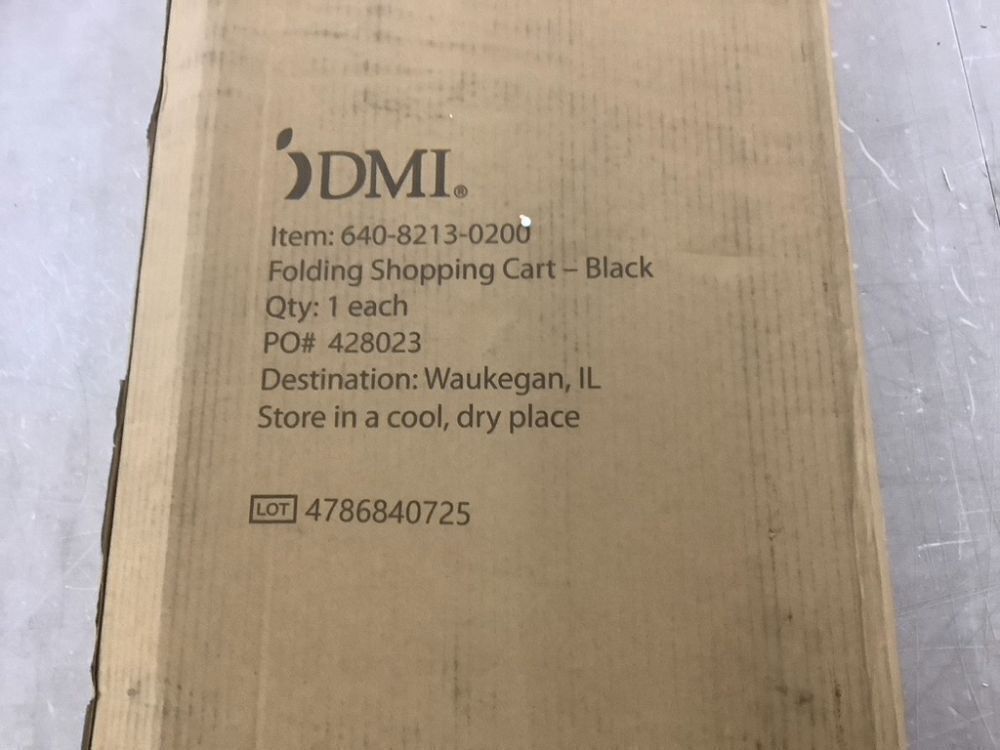 DMI®
Item: 640-8213-0200
Folding Shopping Cart – Black
Qty: 1 each
PO# 428023
Destination: Waukegan, IL
Store in a cool, dry place
LOT 4786840725